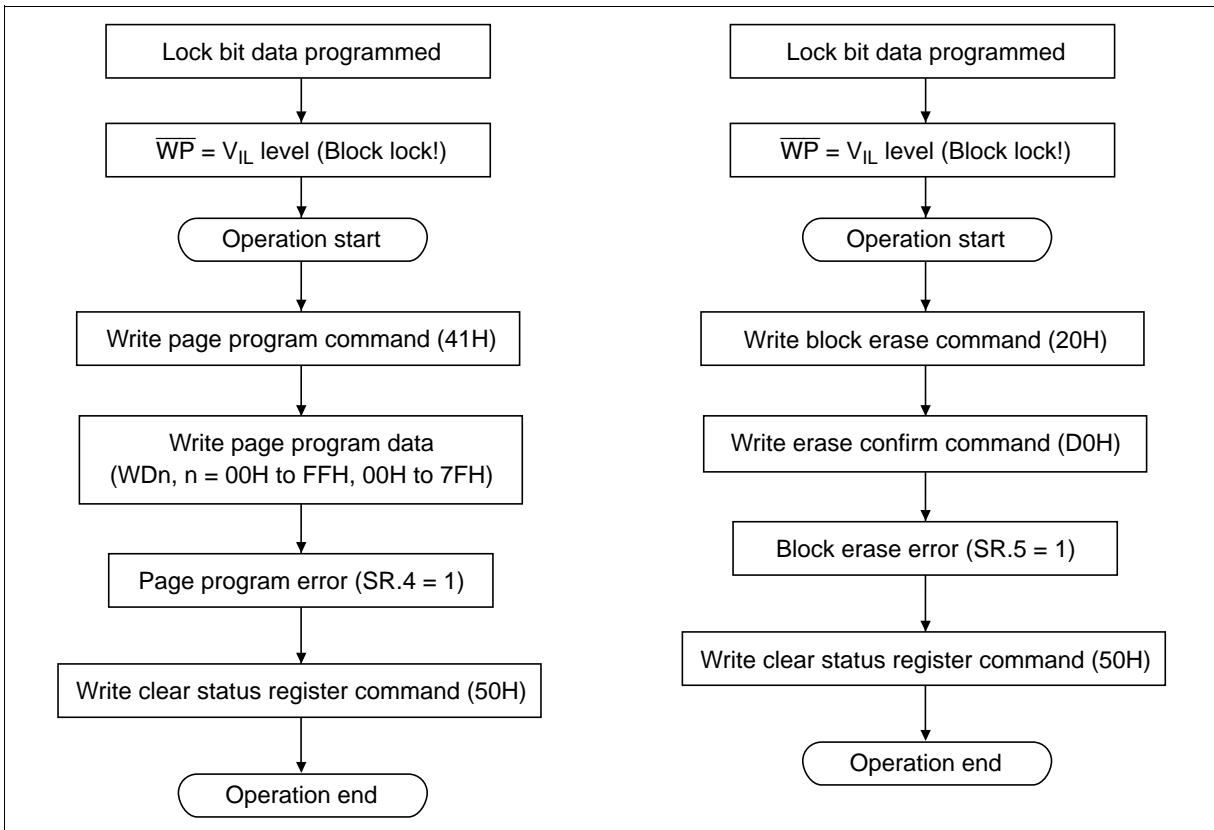 Lock bit data programmed
W̅P̅ = VIL level (Block lock!)
Operation start
Write page program command (41H)
Write page program data
(WDn, n = 00H to FFH, 00H to 7FH)
Page program error (SR.4 = 1)
Write clear status register command (50H)
Operation end
Lock bit data programmed
W̅P̅ = VIL level (Block lock!)
Operation start
Write block erase command (20H)
Write erase confirm command (D0H)
Block erase error (SR.5 = 1)
Write clear status register command (50H)
Operation end